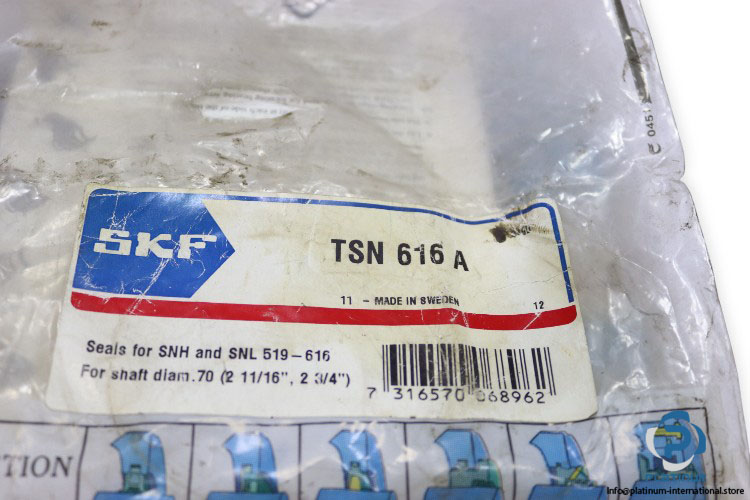 0451
SKF
TSN 616 A
11 - MADE IN SWEDEN
12
Seals for SNH and SNL 519-616
For shaft diam.70 (2 11/16", 2 3/4")
7 316570 068962
TION
Info@platinum-international.store